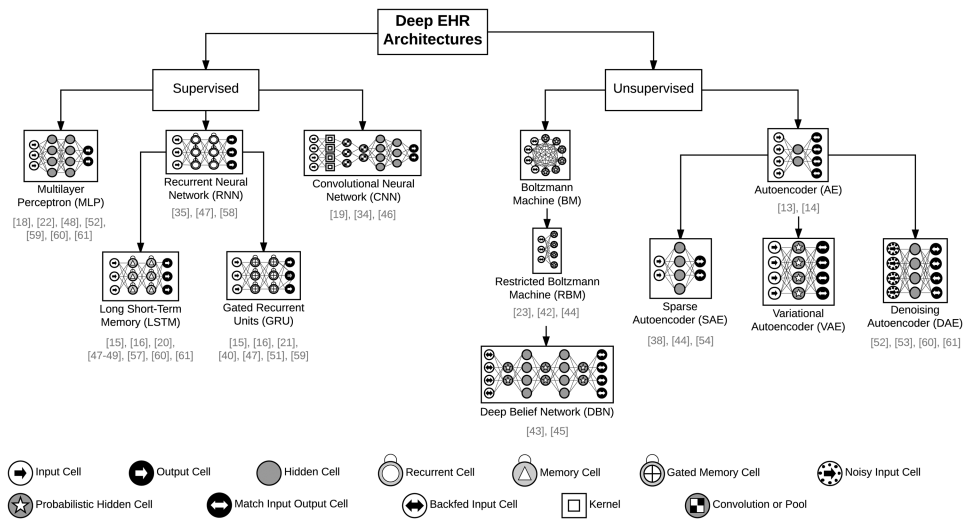 Deep EHR
Architectures
Supervised
Unsupervised
Multilayer
Perceptron (MLP)
[18], [22], [48], [52],
[59], [60], [61]
Recurrent Neural
Network (RNN)
[35], [47], [58]
Convolutional Neural
Network (CNN)
[19], [34], [46]
Boltzmann
Machine (BM)
Autoencoder (AE)
[13], [14]
Long Short-Term
Memory (LSTM)
[15], [16], [20],
[47-49], [57], [60], [61]
Gated Recurrent
Units (GRU)
[15], [16], [21],
[40], [47], [51], [59]
Restricted Boltzmann
Machine (RBM)
[23], [42], [44]
Sparse
Autoencoder (SAE)
[38], [44], [54]
Variational
Autoencoder (VAE)
Denoising
Autoencoder (DAE)
[52], [53], [60], [61]
Deep Belief Network (DBN)
[43], [45]
Input Cell
Output Cell
Hidden Cell
Recurrent Cell
Memory Cell
Gated Memory Cell
Noisy Input Cell
Probabilistic Hidden Cell
Match Input Output Cell
Backfed Input Cell
Kernel
Convolution or Pool